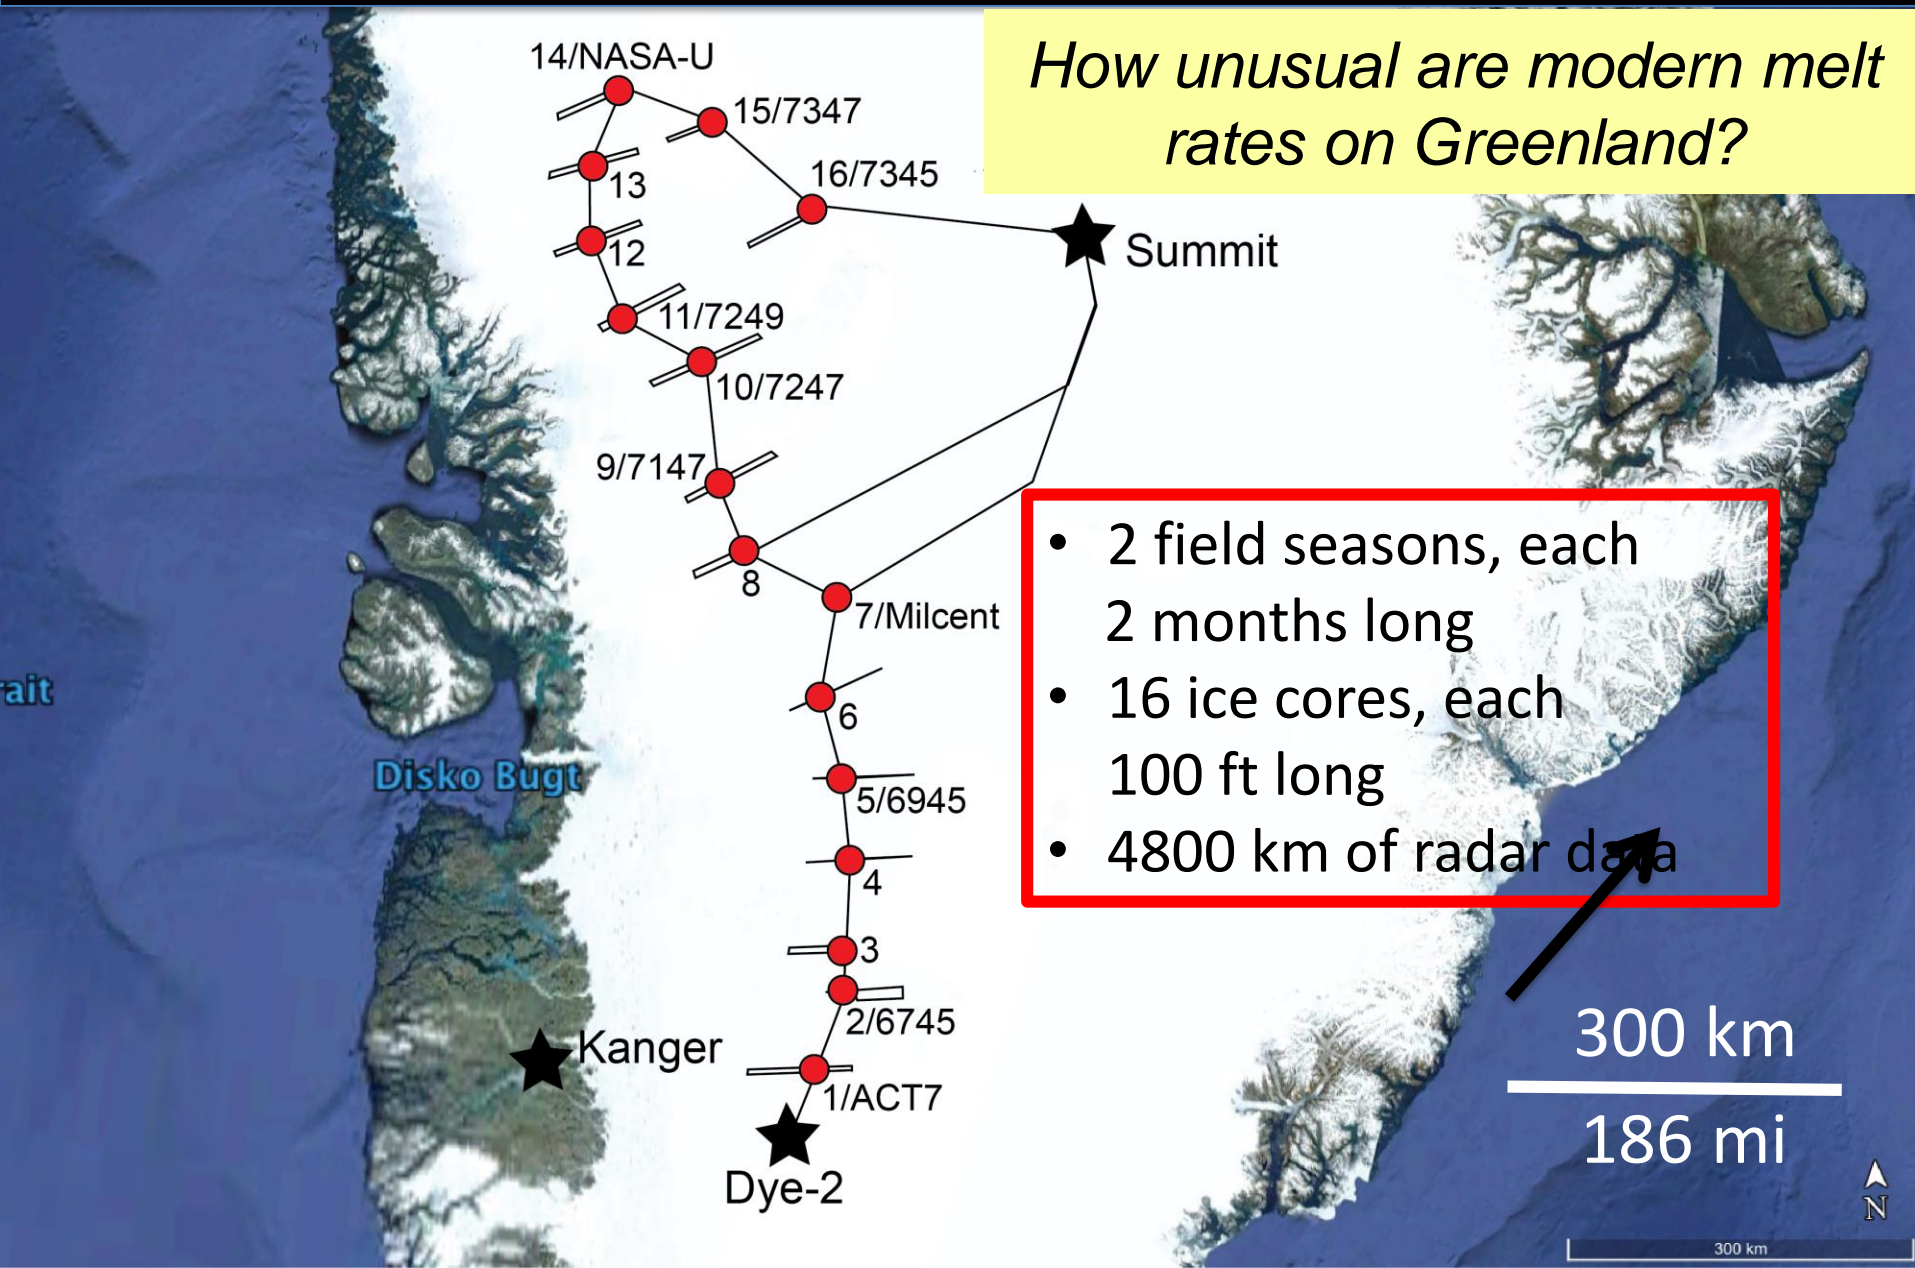 How unusual are modern melt
rates on Greenland?
14/NASA-U
15/7347
16/7345
13
12
Summit
11/7249
10/7247
9/7147
8
7/Milcent
• 2 field seasons, each
2 months long
• 16 ice cores, each
100 ft long
• 4800 km of radar data
6
Disko Bugt
5/6945
4
3
2/6745
Kanger
1/ACT7
Dye-2
300 km
186 mi
N
300 km